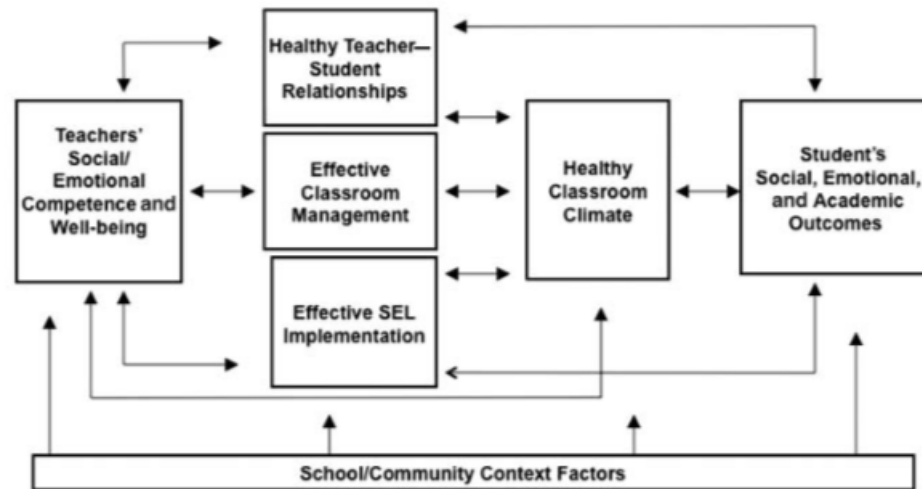 Healthy Teacher—
Student
Relationships
Teachers'
Social/
Emotional
Competence and
Well-being
Effective
Classroom
Management
Healthy
Classroom
Climate
Student's
Social, Emotional,
and Academic
Outcomes
Effective SEL
Implementation
School/Community Context Factors